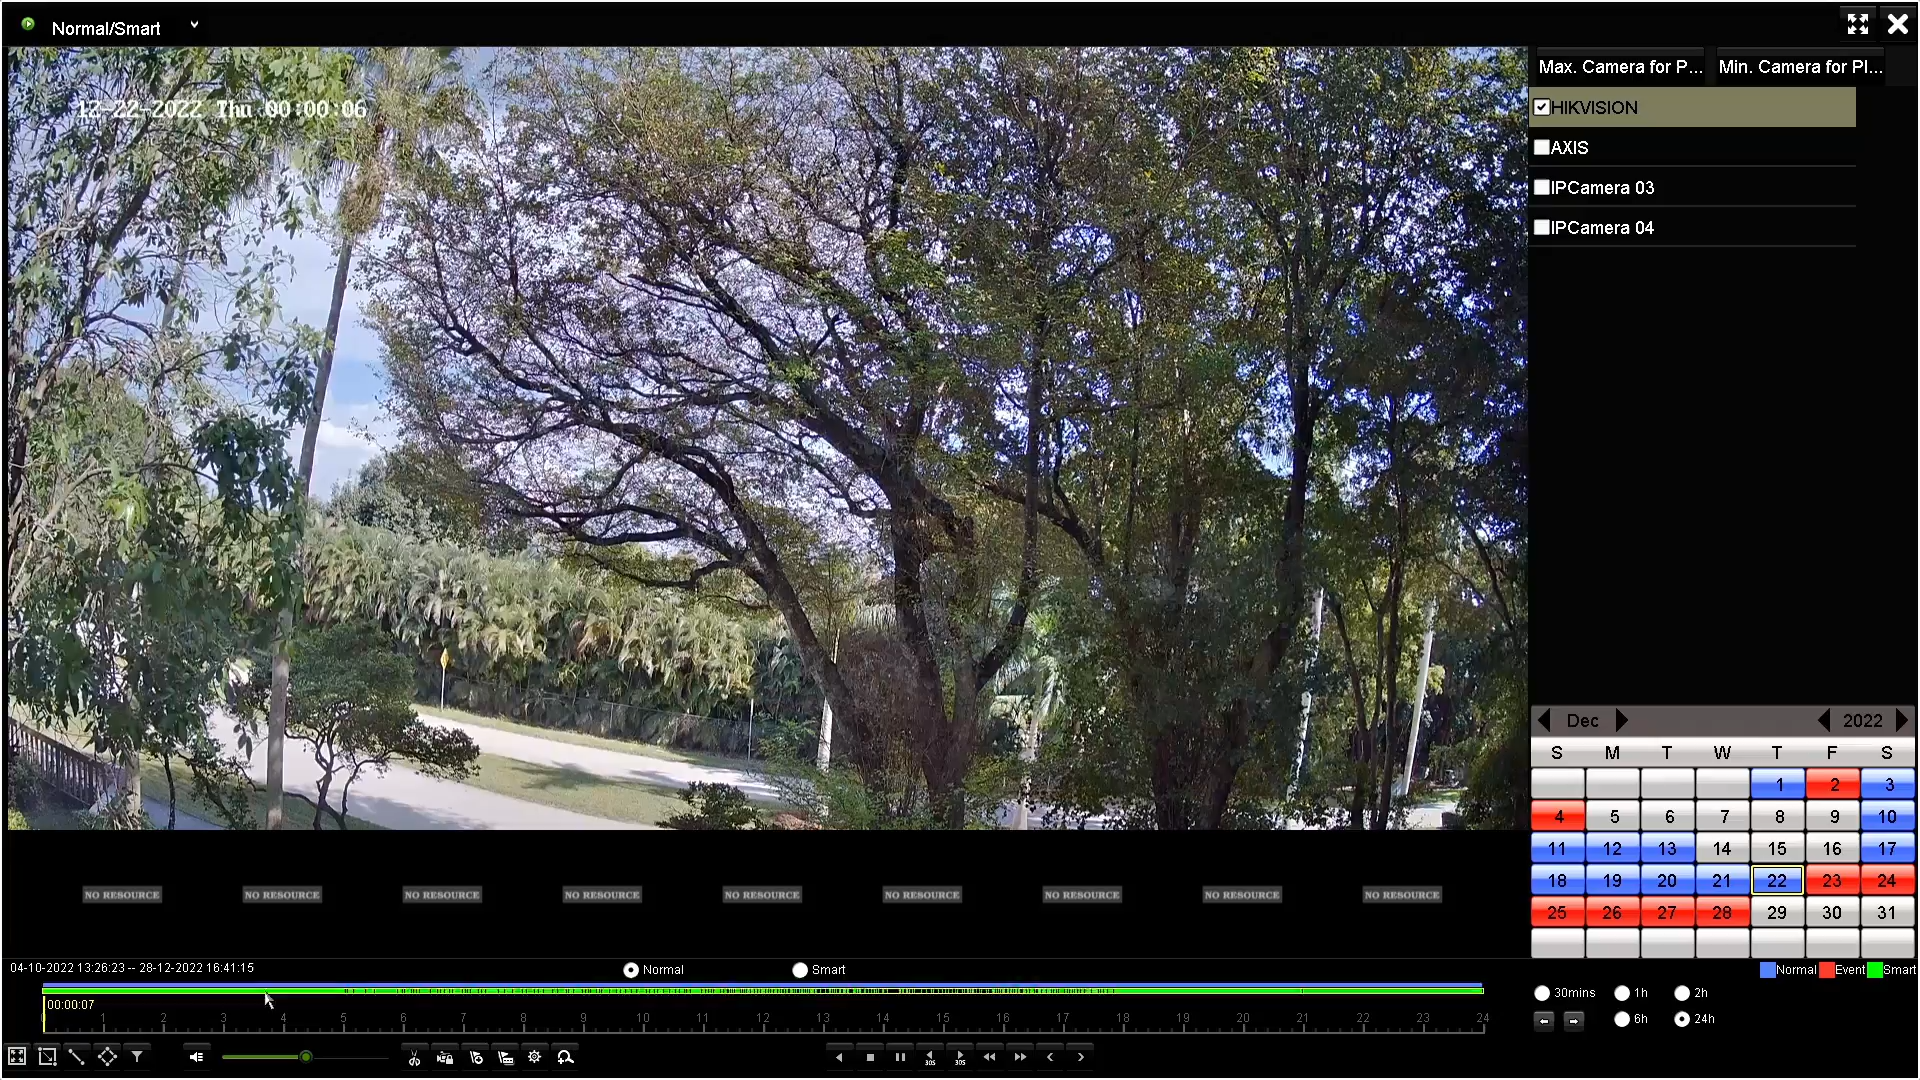 Normal/Smart
Max. Camera for P... Min. Camera for Pl...
12-22-2022 Thu 00:00:06
HIKVISION
AXIS
IPCamera 03
IPCamera 04
Dec 2022
S M T W T F S
1 2 3
4 5 6 7 8 9 10
11 12 13 14 15 16 17
18 19 20 21 22 23 24
25 26 27 28 29 30 31
NO RESOURCE NO RESOURCE NO RESOURCE NO RESOURCE NO RESOURCE NO RESOURCE NO RESOURCE NO RESOURCE NO RESOURCE
04-10-2022 13:26:23 -- 28-12-2022 16:41:15 Normal Smart Normal Event Smart
00:00:07
1 2 3 4 5 6 7 8 9 10 11 12 13 14 15 16 17 18 19 20 21 22 23 24
30mins 1h 2h
6h 24h
30S 30S